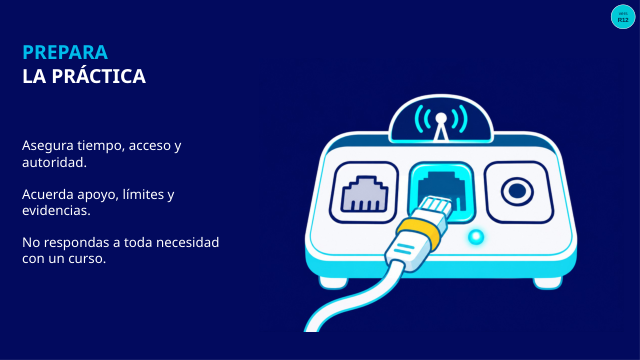 R12
PREPARA
LA PRÁCTICA
Asegura tiempo, acceso y
autoridad.
Acuerda apoyo, límites y
evidencias.
No respondas a toda necesidad
con un curso.